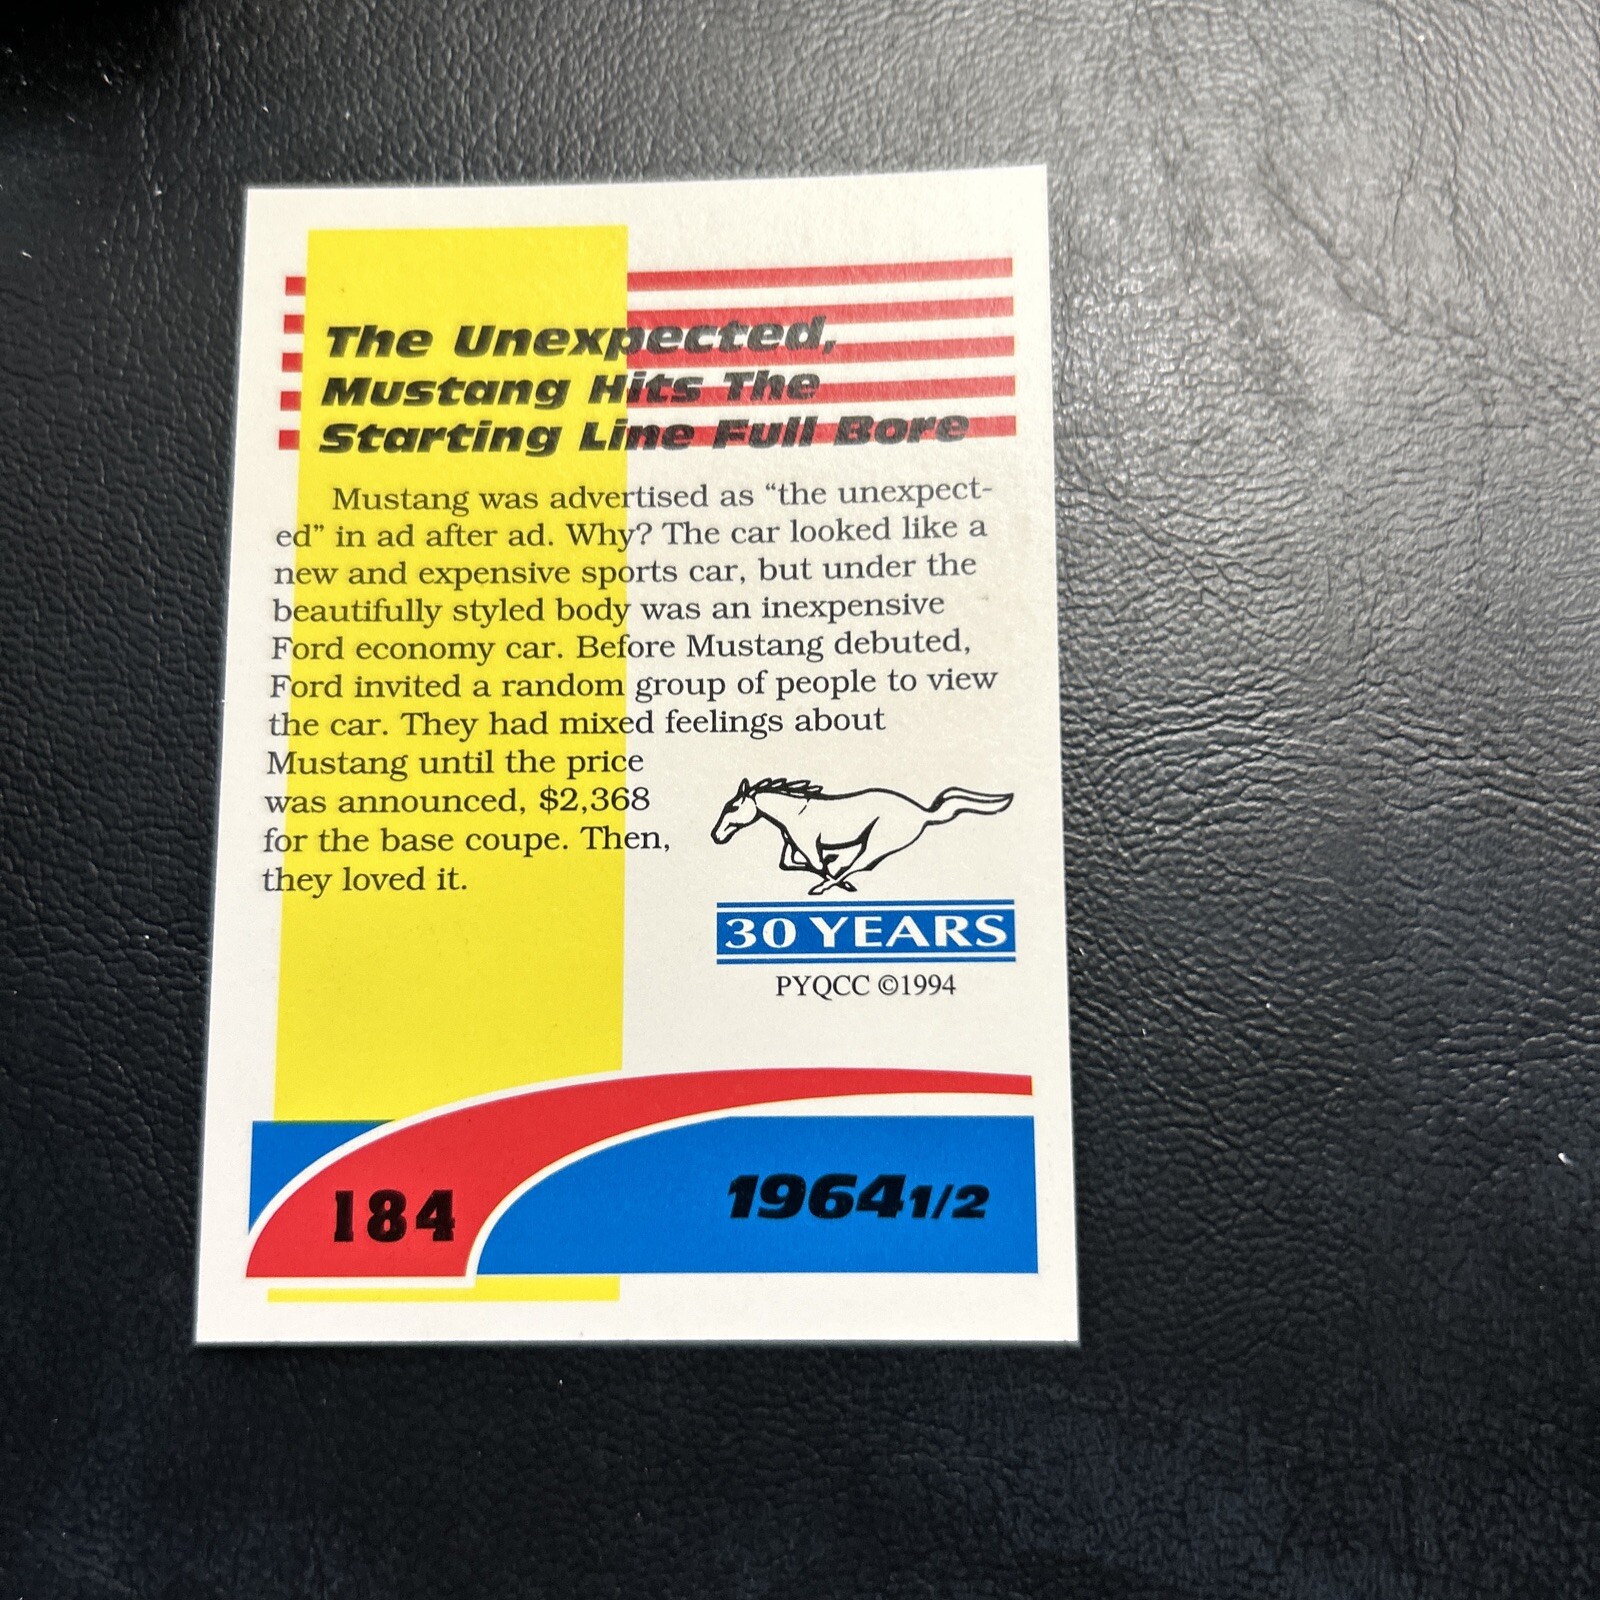 The Unexpected,
Mustang Hits The
Starting Line Full Bore
Mustang was advertised as “the unexpect-
ed” in ad after ad. Why? The car looked like a
new and expensive sports car, but under the
beautifully styled body was an inexpensive
Ford economy car. Before Mustang debuted,
Ford invited a random group of people to view
the car. They had mixed feelings about
Mustang until the price
was announced, $2,368
for the base coupe. Then,
they loved it.
30 YEARS
PYQCC ©1994
184
1964 1/2